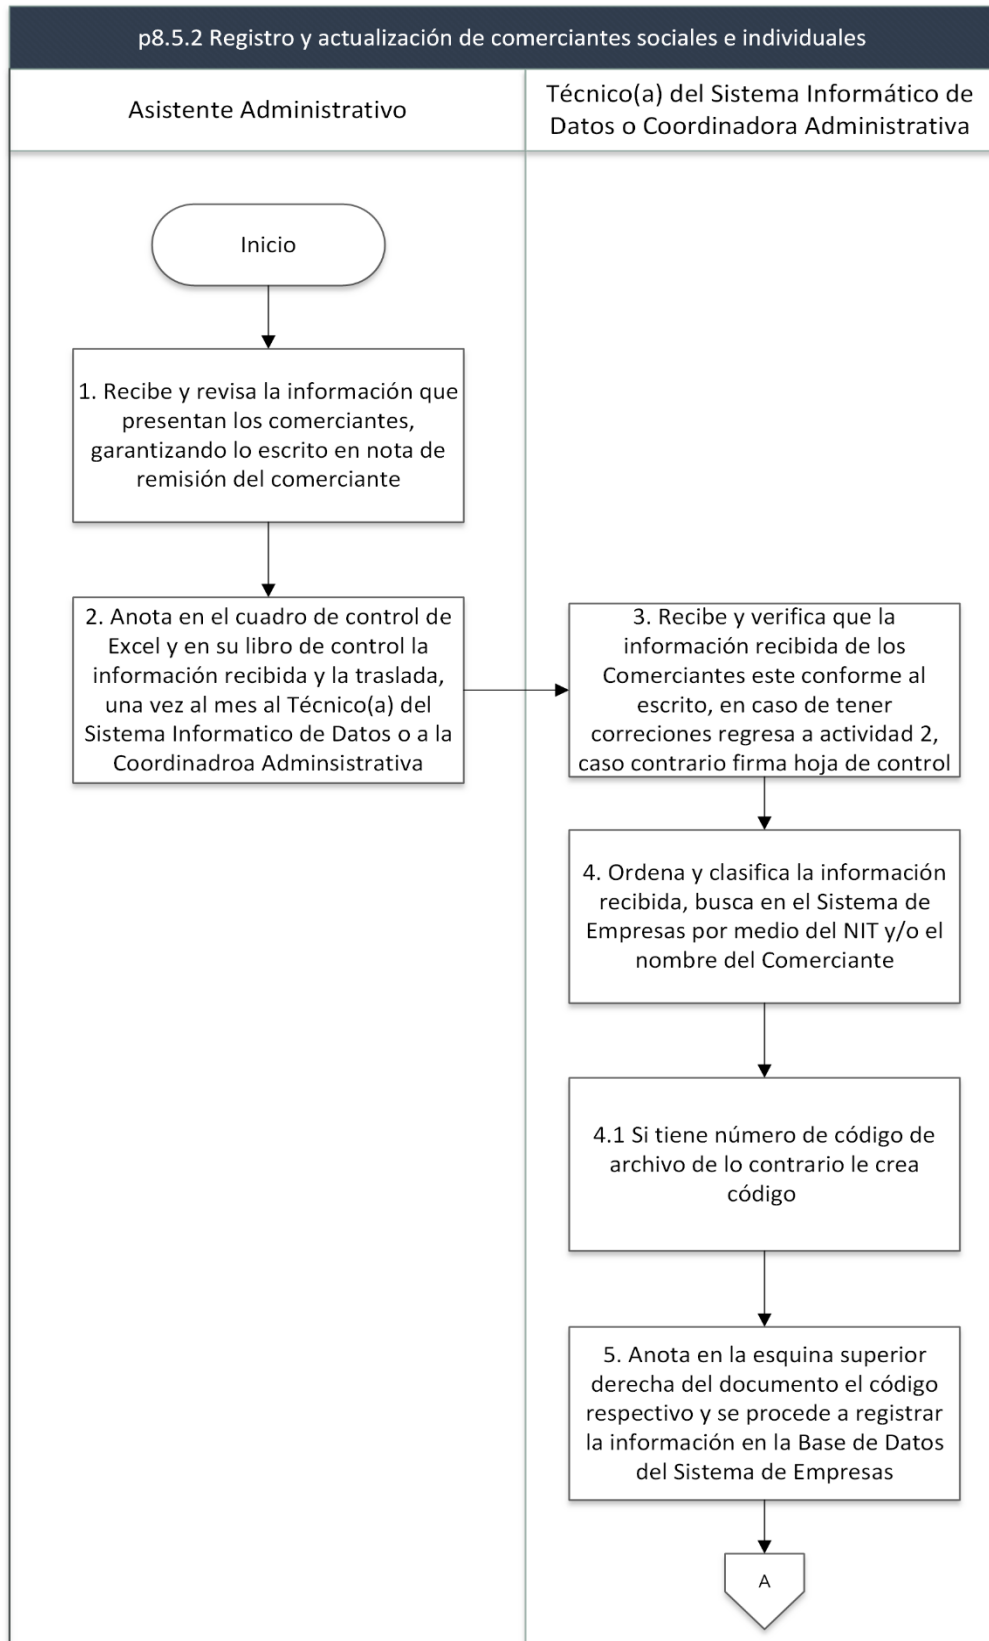 p8.5.2 Registro y actualización de comerciantes sociales e individuales
Asistente Administrativo
Técnico(a) del Sistema Informático de
Datos o Coordinadora Administrativa
Inicio
1. Recibe y revisa la información que
presentan los comerciantes,
garantizando lo escrito en nota de
remisión del comerciante
2. Anota en el cuadro de control de
Excel y en su libro de control la
información recibida y la traslada,
una vez al mes al Técnico(a) del
Sistema Informatico de Datos o a la
Coordinadroa Adminsistrativa
3. Recibe y verifica que la
información recibida de los
Comerciantes este conforme al
escrito, en caso de tener
correciones regresa a actividad 2,
caso contrario firma hoja de control
4. Ordena y clasifica la información
recibida, busca en el Sistema de
Empresas por medio del NIT y/o el
nombre del Comerciante
4.1 Si tiene número de código de
archivo de lo contrario le crea
código
5. Anota en la esquina superior
derecha del documento el código
respectivo y se procede a registrar
la información en la Base de Datos
del Sistema de Empresas
A